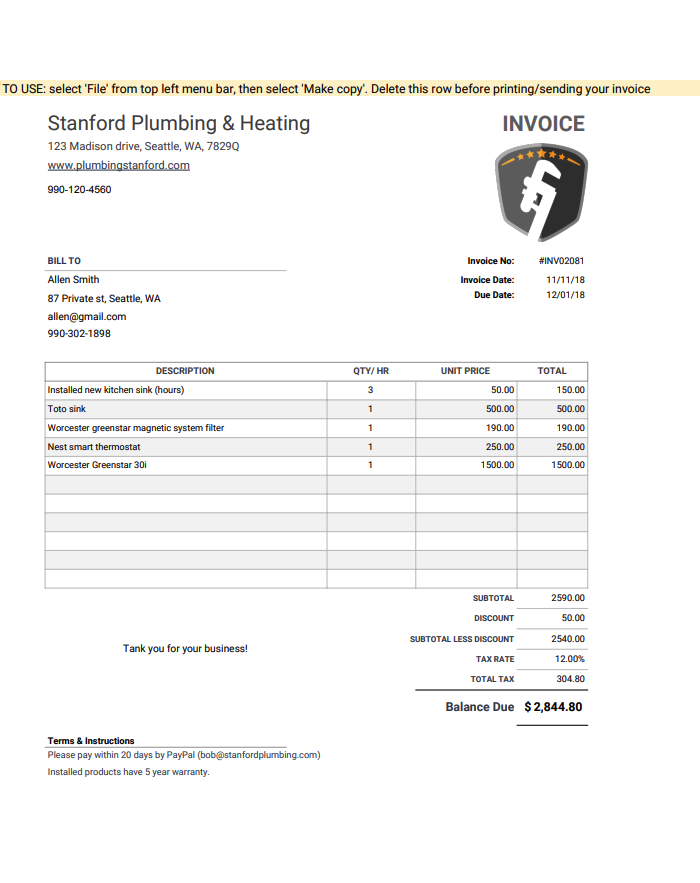 TO USE: select 'File' from top left menu bar, then select 'Make copy'. Delete this row before printing/sending your invoice
Stanford Plumbing & Heating
INVOICE
123 Madison drive, Seattle, WA, 7829Q
www.plumbingstanford.com
990-120-4560
BILL TO
Invoice No: #INV02081
Allen Smith
Invoice Date: 11/11/18
87 Private st, Seattle, WA
Due Date: 12/01/18
allen@gmail.com
990-302-1898
DESCRIPTION QTY/ HR UNIT PRICE TOTAL
Installed new kitchen sink (hours) 3 50.00 150.00
Toto sink 1 500.00 500.00
Worcester greenstar magnetic system filter 1 190.00 190.00
Nest smart thermostat 1 250.00 250.00
Worcester Greenstar 30i 1 1500.00 1500.00
SUBTOTAL 2590.00
DISCOUNT 50.00
SUBTOTAL LESS DISCOUNT 2540.00
Tank you for your business!
TAX RATE 12.00%
TOTAL TAX 304.80
Balance Due $ 2,844.80
Terms & Instructions
Please pay within 20 days by PayPal (bob@stanfordplumbing.com)
Installed products have 5 year warranty.